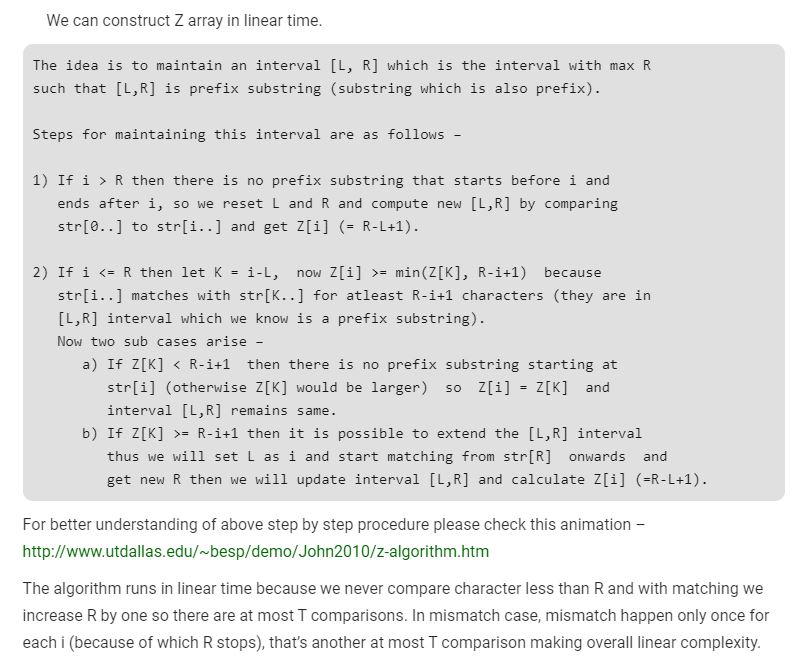 We can construct Z array in linear time.
The idea is to maintain an interval [L, R] which is the interval with max R
such that [L,R] is prefix substring (substring which is also prefix).
Steps for maintaining this interval are as follows –
1) If i > R then there is no prefix substring that starts before i and
ends after i, so we reset L and R and compute new [L,R] by comparing
str[0..] to str[i..] and get Z[i] (= R-L+1).
2) If i <= R then let K = i-L,  now Z[i] >= min(Z[K], R-i+1)  because
str[i..] matches with str[K..] for atleast R-i+1 characters (they are in
[L,R] interval which we know is a prefix substring).
Now two sub cases arise –
a) If Z[K] < R-i+1  then there is no prefix substring starting at
str[i] (otherwise Z[K] would be larger)  so  Z[i] = Z[K]  and
interval [L,R] remains same.
b) If Z[K] >= R-i+1 then it is possible to extend the [L,R] interval
thus we will set L as i and start matching from str[R]  onwards  and
get new R then we will update interval [L,R] and calculate Z[i] (=R-L+1).
For better understanding of above step by step procedure please check this animation –
http://www.utdallas.edu/~besp/demo/John2010/z-algorithm.htm
The algorithm runs in linear time because we never compare character less than R and with matching we
increase R by one so there are at most T comparisons. In mismatch case, mismatch happen only once for
each i (because of which R stops), that's another at most T comparison making overall linear complexity.